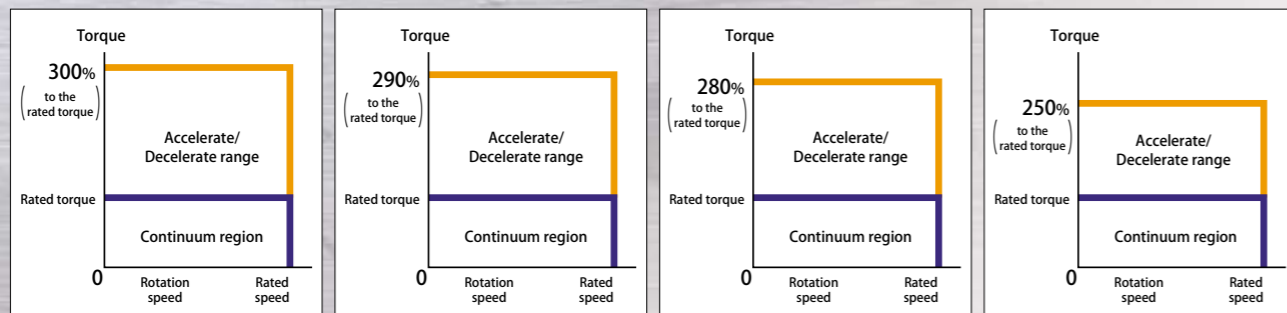 Torque
300%
( to the
rated torque )
Accelerate/
Decelerate range
Rated torque
Continuum region
0
Rotation
speed
Rated
speed
Torque
290%
( to the
rated torque )
Accelerate/
Decelerate range
Rated torque
Continuum region
0
Rotation
speed
Rated
speed
Torque
280%
( to the
rated torque )
Accelerate/
Decelerate range
Rated torque
Continuum region
0
Rotation
speed
Rated
speed
Torque
250%
( to the
rated torque )
Accelerate/
Decelerate range
Rated torque
Continuum region
0
Rotation
speed
Rated
speed